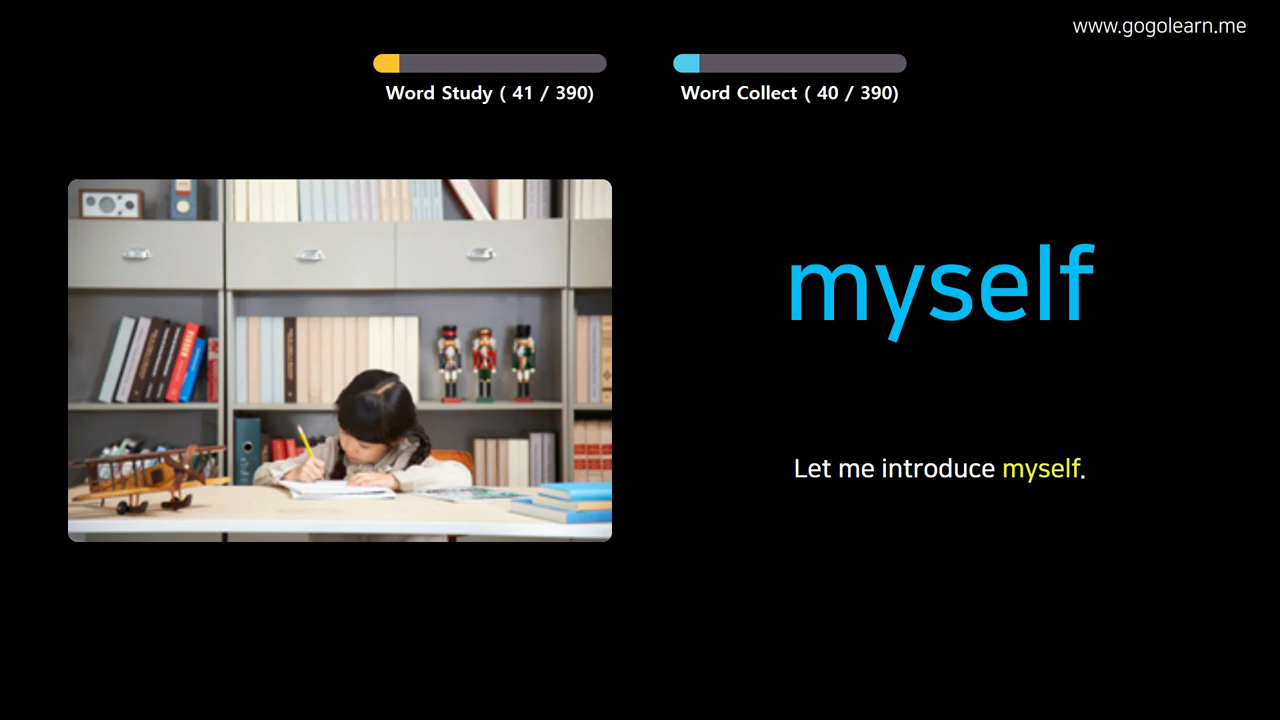 www.gogolearn.me
Word Study ( 41 / 390)
Word Collect ( 40 / 390)
myself
Let me introduce myself.